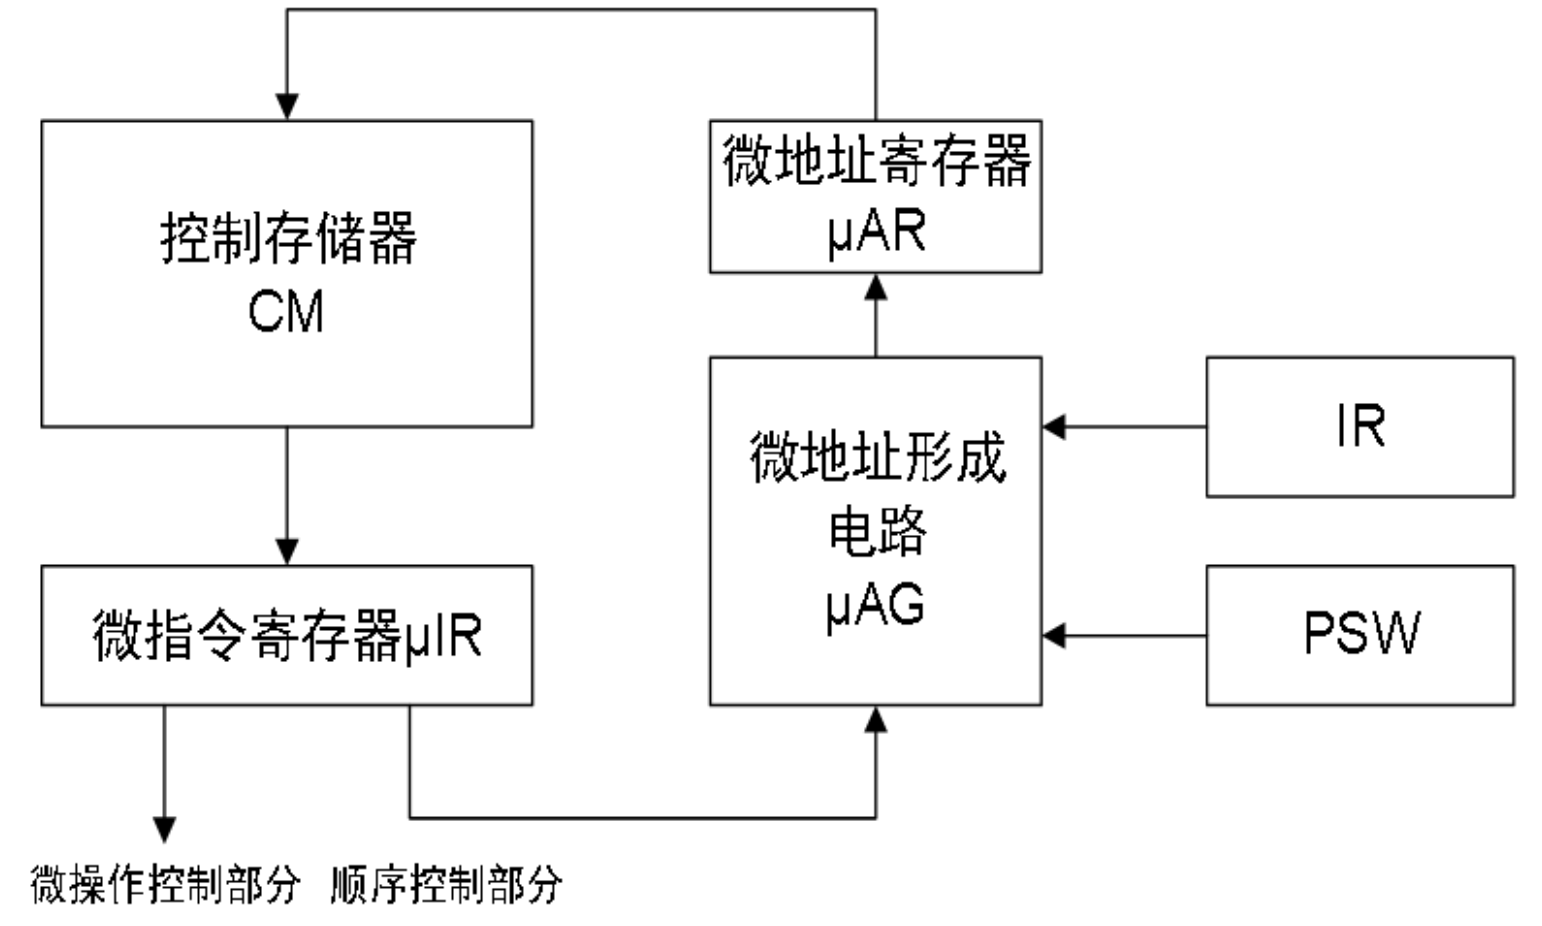 控制存储器
CM
微地址寄存器
μAR
微地址形成
电路
μAG
IR
PSW
微指令寄存器μIR
微操作控制部分
顺序控制部分